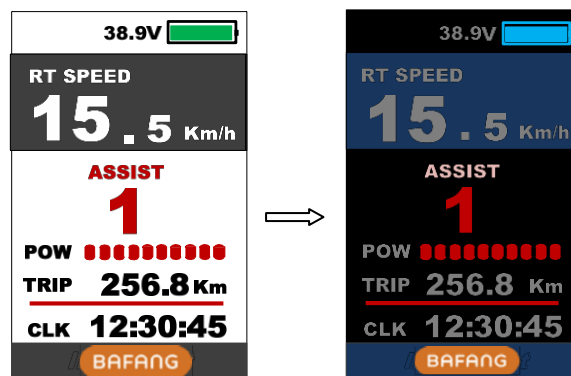 38.9V
RT SPEED
15.5 Km/h
ASSIST
1
POW
TRIP 256.8 Km
CLK 12:30:45
BAFANG
38.9V
RT SPEED
15.5 Km/h
ASSIST
1
POW
TRIP 256.8 Km
CLK 12:30:45
BAFANG